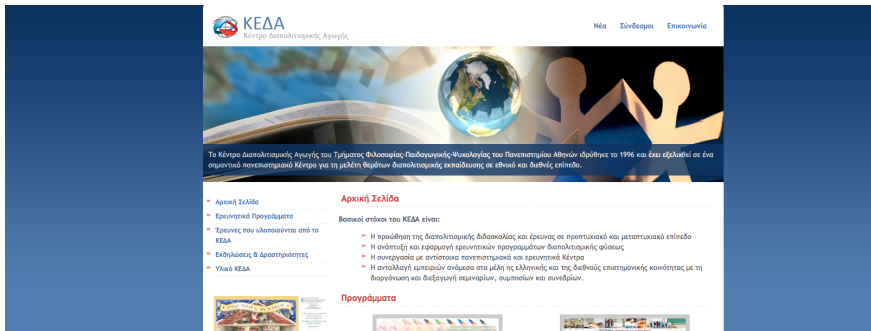 ΚΕΔΑ
Κέντρο Διαπολιτισμικής Αγωγής
Νέα
Σύνδεσμοι
Επικοινωνία
Το Κέντρο Διαπολιτισμικής Αγωγής του Τμήματος Φιλοσοφίας-Παιδαγωγικής-Ψυχολογίας του Πανεπιστημίου Αθηνών ιδρύθηκε το 1996 και έχει εξελιχθεί σε ένα
σημαντικό πανεπιστημιακό Κέντρο για τη μελέτη θεμάτων διαπολιτισμικής εκπαίδευσης σε εθνικό και διεθνές επίπεδο.
Αρχική Σελίδα
Ερευνητικά Προγράμματα
Έρευνες που υλοποιούνται από το
ΚΕΔΑ
Εκδηλώσεις & Δραστηριότητες
Υλικό ΚΕΔΑ
Αρχική Σελίδα
Βασικοί στόχοι του ΚΕΔΑ είναι:
Η προώθηση της διαπολιτισμικής διδασκαλίας και έρευνας σε προπτυχιακό και μεταπτυχιακό επίπεδο
Η ανάπτυξη και εφαρμογή ερευνητικών προγραμμάτων διαπολιτισμικής φύσεως
Η συνεργασία με αντίστοιχα πανεπιστημιακά και ερευνητικά Κέντρα
Η ανταλλαγή εμπειριών ανάμεσα στα μέλη ης ελληνικής και της διεθνούς επιστημονικής κοινότητας με τη
διοργάνωση και διεξαγωγή σεμιναρίων, συμποσίων και συνεδρίων.
Προγράμματα